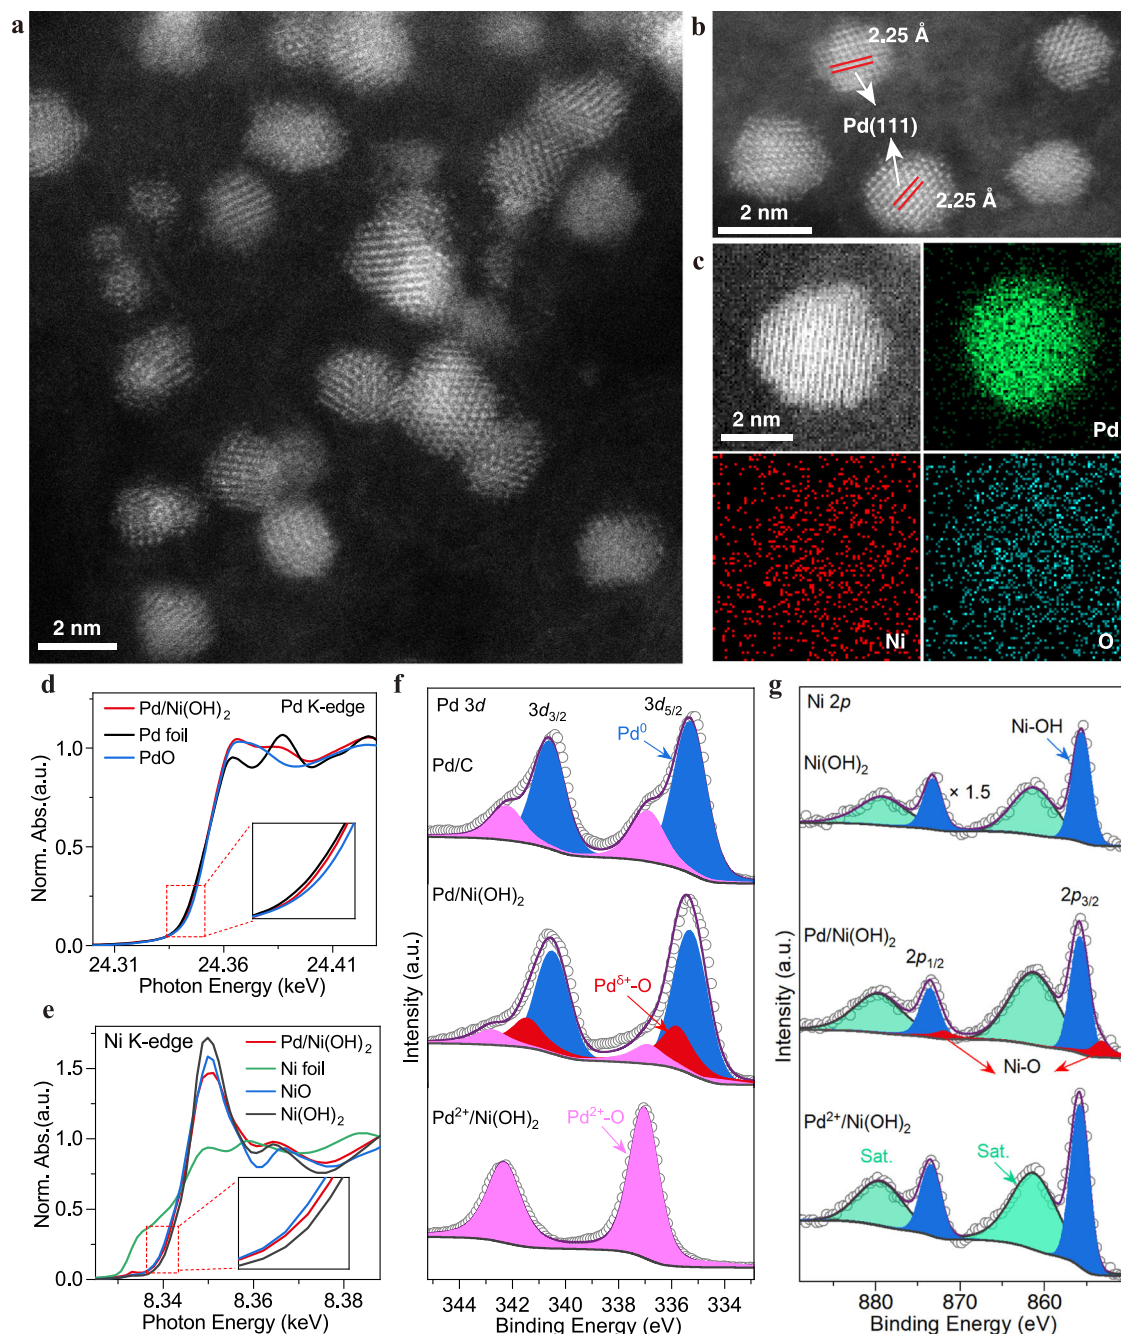 a
2 nm
b
2.25 Å
Pd(111)
2.25 Å
2 nm
c
2 nm
Pd
Ni
O
d
Pd/Ni(OH)2
Pd foil
PdO
Pd K-edge
1.0
0.5
0.0
Norm. Abs.(a.u.)
24.31 24.36 24.41
Photon Energy (keV)
e
Ni K-edge
Pd/Ni(OH)2
Ni foil
NiO
Ni(OH)2
1.5
1.0
0.5
0.0
Norm. Abs.(a.u.)
8.34 8.36 8.38
Photon Energy (keV)
f
Pd 3d
3d3/2
3d5/2
Pd0
Pd/C
Pd/Ni(OH)2
Pdδ+-O
Pd2+/Ni(OH)2
Pd2+-O
Intensity (a.u.)
344 342 340 338 336 334
Binding Energy (eV)
g
Ni 2p
Ni-OH
Ni(OH)2
× 1.5
2p3/2
Pd/Ni(OH)2
2p1/2
Ni-O
Pd2+/Ni(OH)2
Sat.
Sat.
Intensity (a.u.)
880 870 860
Binding Energy (eV)